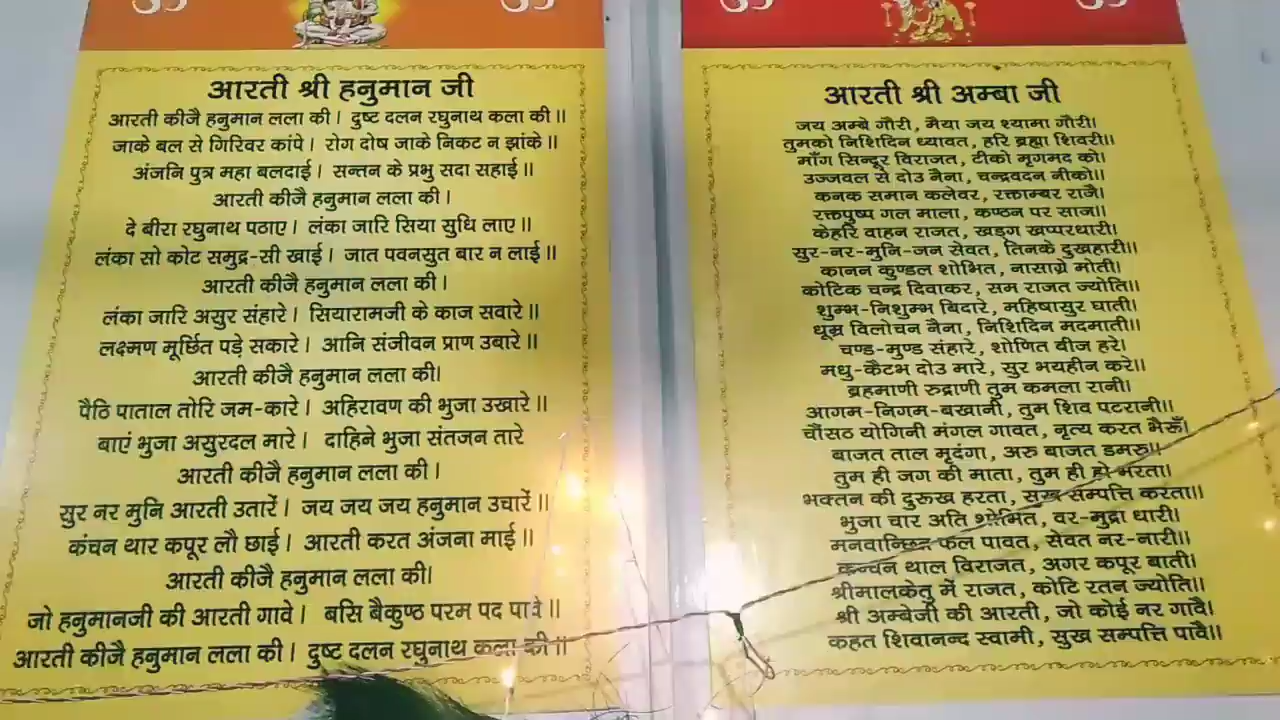 आरती श्री हनुमान जी
आरती कीजै हनुमान लला की। दुष्ट दलन रघुनाथ कला की॥
जाके बल से गिरिवर कांपे। रोग दोष जाके निकट न झांके॥
अंजनि पुत्र महा बलदाई। सन्तन के प्रभु सदा सहाई॥
आरती कीजै हनुमान लला की।
दे बीरा रघुनाथ पठाए। लंका जारि सिया सुधि लाए॥
लंका सो कोट समुद्र-सी खाई। जात पवनसुत बार न लाई॥
आरती कीजै हनुमान लला की।
लंका जारि असुर संहारे। सियारामजी के काज सवारे॥
लक्ष्मण मूर्छित पड़े सकारे। आनि संजीवन प्राण उबारे॥
आरती कीजै हनुमान लला की।
पैठि पाताल तोरि जम-कारे। अहिरावण की भुजा उखारे॥
बाएं भुजा असुरदल मारे। दाहिने भुजा संतजन तारे
आरती कीजै हनुमान लला की।
सुर नर मुनि आरती उतारें। जय जय जय हनुमान उचारें॥
कंचन थार कपूर लौ छाई। आरती करत अंजना माई॥
आरती कीजै हनुमान लला की।
जो हनुमानजी की आरती गावे। बसि बैकुण्ठ परम पद पावे॥
आरती कीजै हनुमान लला की। दुष्ट दलन रघुनाथ कला की॥
आरती श्री अम्बा जी
जय अम्बे गौरी, मैया जय श्यामा गौरी।
तुमको निशिदिन ध्यावत, हरि ब्रह्मा शिवरी॥
माँग सिन्दूर विराजत, टीको मृगमद को।
उज्जवल से दोउ नैना, चन्द्रवदन नीको॥
कनक समान कलेवर, रक्ताम्बर राजै।
रक्तपुष्प गल माला, कण्ठन पर साज॥
केहरि वाहन राजत, खड्ग खप्परधारी।
सुर-नर-मुनि-जन सेवत, तिनके दुखहारी॥
कानन कुण्डल शोभित, नासाग्रे मोती।
कोटिक चन्द्र दिवाकर, सम राजत ज्योति॥
शुम्भ-निशुम्भ बिदारे, महिषासुर घाती।
धूम्र विलोचन नैना, निशिदिन मदमाती॥
चण्ड-मुण्ड संहारे, शोणित बीज हरे।
मधु-कैटभ दोउ मारे, सुर भयहीन करे॥
ब्रहमाणी रुद्राणी तुम कमला रानी।
आगम-निगम-बखानी, तुम शिव पटरानी॥
चौंसठ योगिनी मंगल गावत, नृत्य करत भैरूँ।
बाजत ताल मृदंगा, अरु बाजत डमरु॥
तुम ही जग की माता, तुम ही हो भरता।
भक्तन की दुरुख हरता, सुख सम्पत्ति करता॥
भुजा चार अति शोभित, वर-मुद्रा धारी।
मनवान्छित फल पावत, सेवत नर-नारी॥
कन्चन थाल विराजत, अगर कपूर बाती।
श्रीमालकेतु में राजत, कोटि रतन ज्योति॥
श्री अम्बेजी की आरती, जो कोई नर गावै।
कहत शिवानन्द स्वामी, सुख सम्पत्ति पावै॥